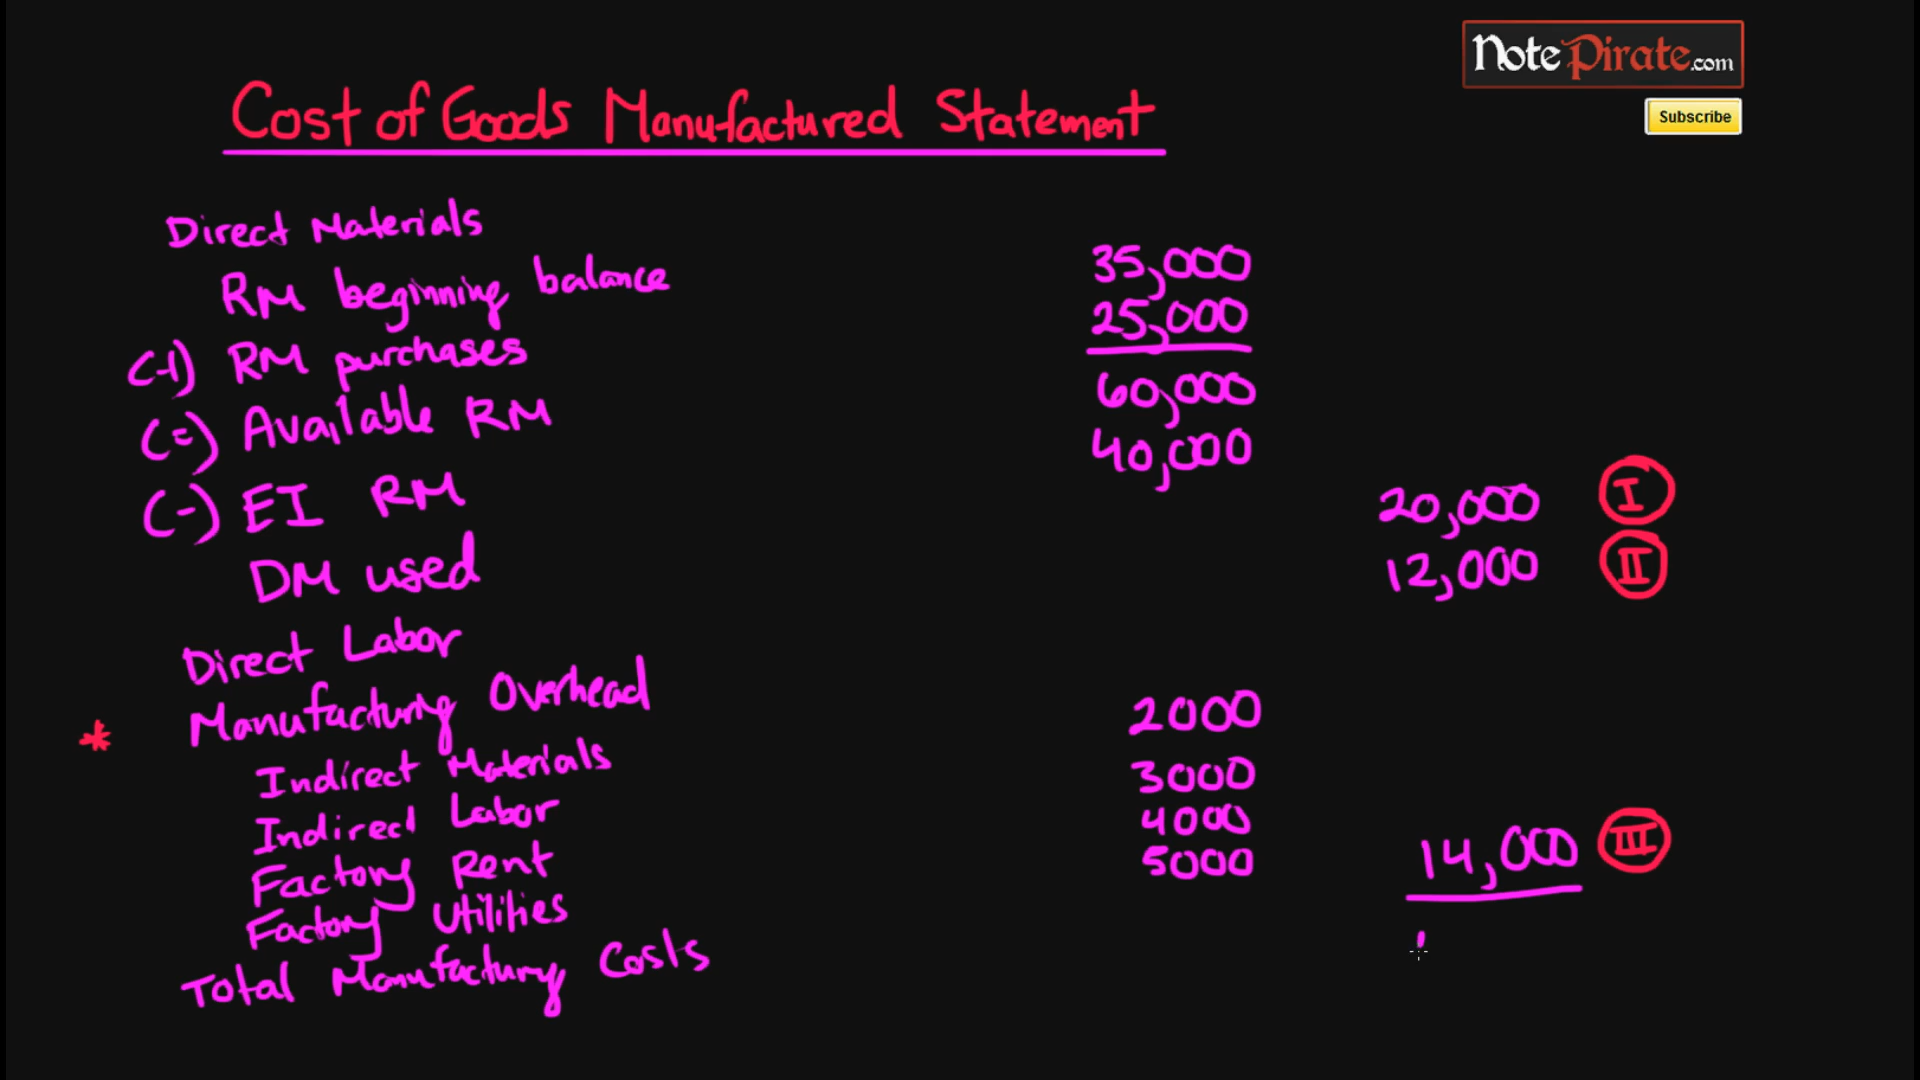 NotePirate.com
Subscribe
Cost of Goods Manufactured Statement
Direct Materials
RM beginning balance 35,000
(+) RM purchases 25,000
(=) Available RM 60,000
(-) EI RM 40,000
DM used 20,000 I
Direct Labor 12,000 II
* Manufacturing Overhead
Indirect Materials 2000
Indirect Labor 3000
Factory Rent 4000
Factory Utilities 5000 14,000 III
Total Manufacturing Costs